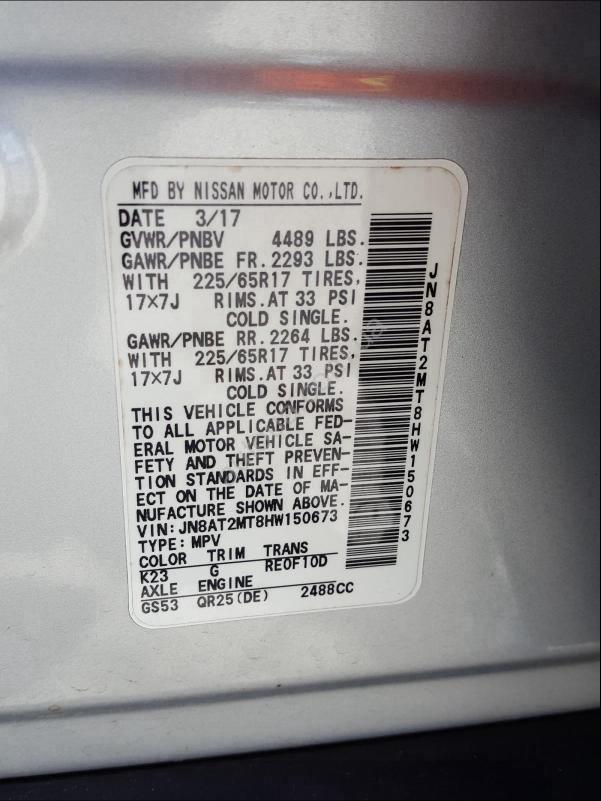 MFD BY NISSAN MOTOR CO.,LTD.
DATE 3/17
GVWR/PNBV 4489 LBS.
GAWR/PNBE FR.2293 LBS.
WITH 225/65R17 TIRES,
17×7J RIMS.AT 33 PSI
COLD SINGLE.
GAWR/PNBE RR.2264 LBS.
WITH 225/65R17 TIRES,
17×7J RIMS.AT 33 PSI
COLD SINGLE.
THIS VEHICLE CONFORMS
TO ALL APPLICABLE FED-
ERAL MOTOR VEHICLE SA-
FETY AND THEFT PREVEN-
TION STANDARDS IN EFF-
ECT ON THE DATE OF MA-
NUFACTURE SHOWN ABOVE.
VIN:JN8AT2MT8HW150673
TYPE:MPV
COLOR TRIM TRANS
K23 G RE0F10D
AXLE ENGINE
GS53 QR25(DE) 2488CC
JN8AT2MT8HW150673